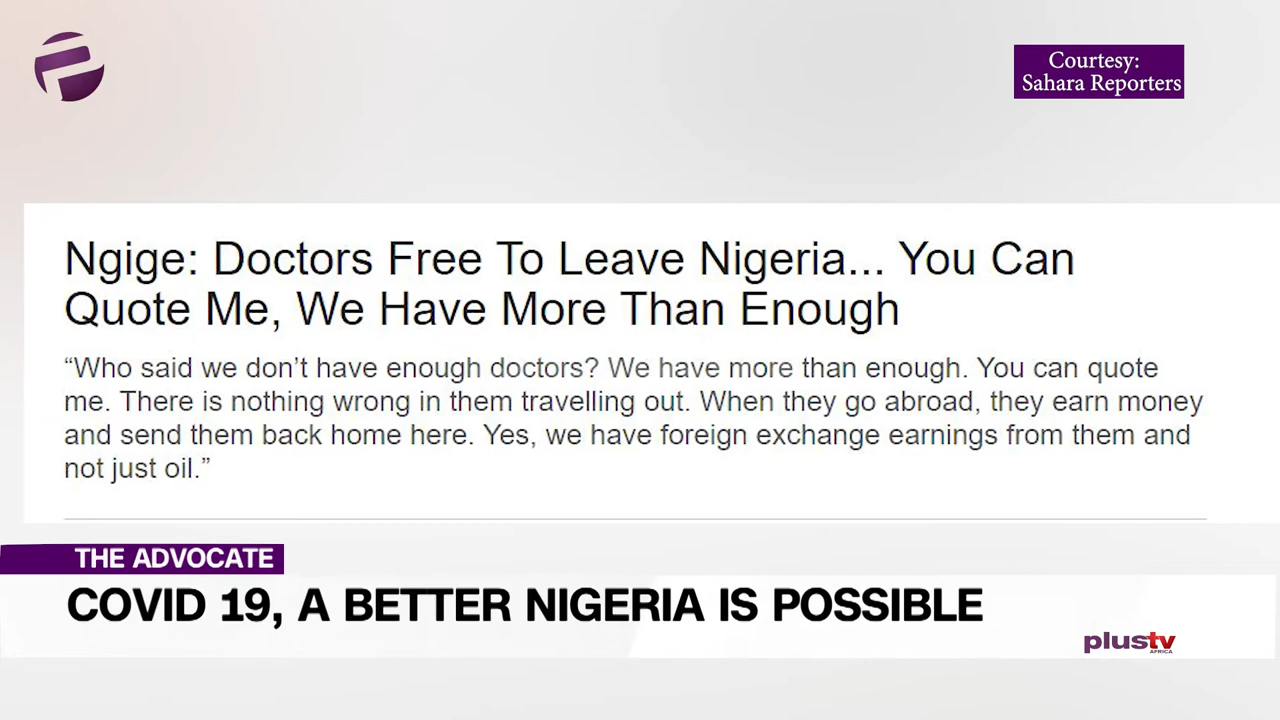 Courtesy:
Sahara Reporters
Ngige: Doctors Free To Leave Nigeria... You Can
Quote Me, We Have More Than Enough
“Who said we don’t have enough doctors? We have more than enough. You can quote
me. There is nothing wrong in them travelling out. When they go abroad, they earn money
and send them back home here. Yes, we have foreign exchange earnings from them and
not just oil.”
THE ADVOCATE
COVID 19, A BETTER NIGERIA IS POSSIBLE
plustv
AFRICA